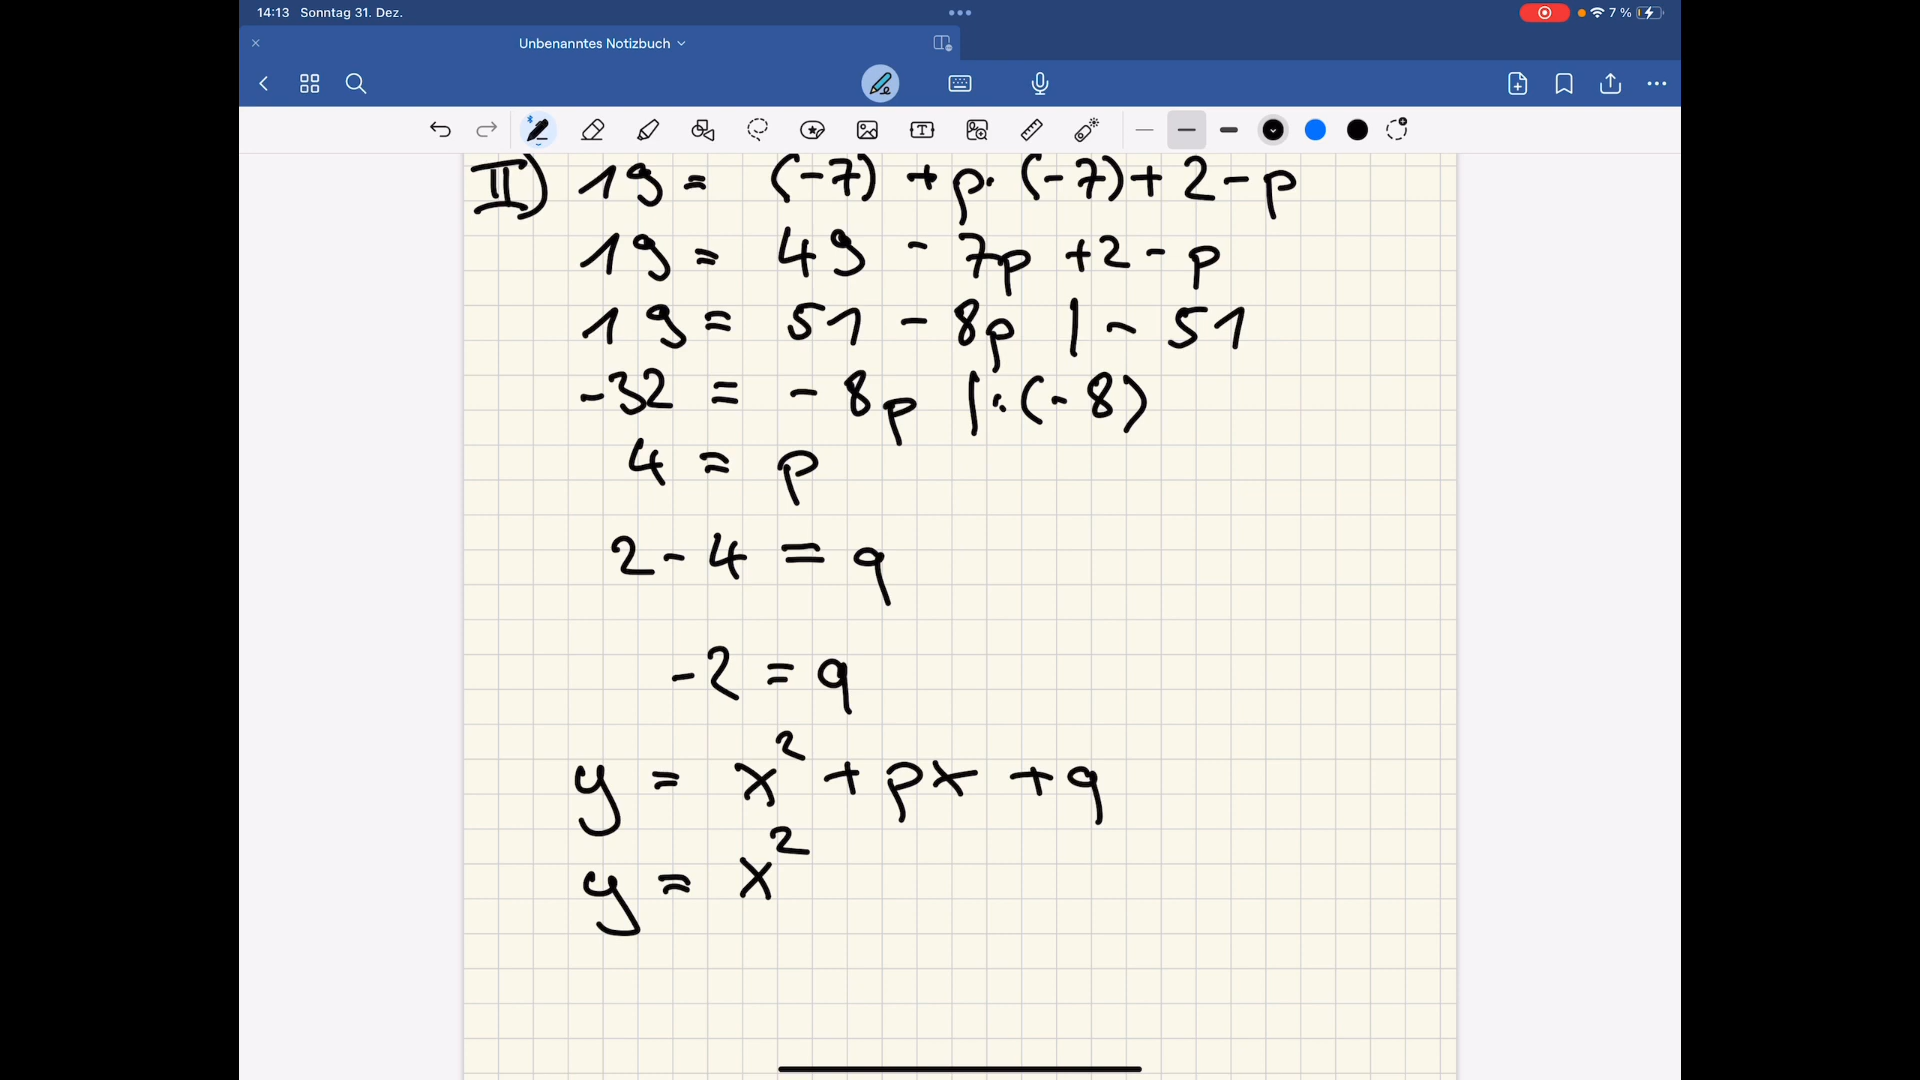 14:13 Sonntag 31. Dez.
7 %
Unbenanntes Notizbuch
II) 19 = (-7) + p· (-7) + 2 - p
19 = 49 - 7p + 2 - p
19 = 51 - 8p | - 51
-32 = - 8p | : (-8)
4 = p
2 - 4 = q
-2 = q
y = x² + px + q
y = x²